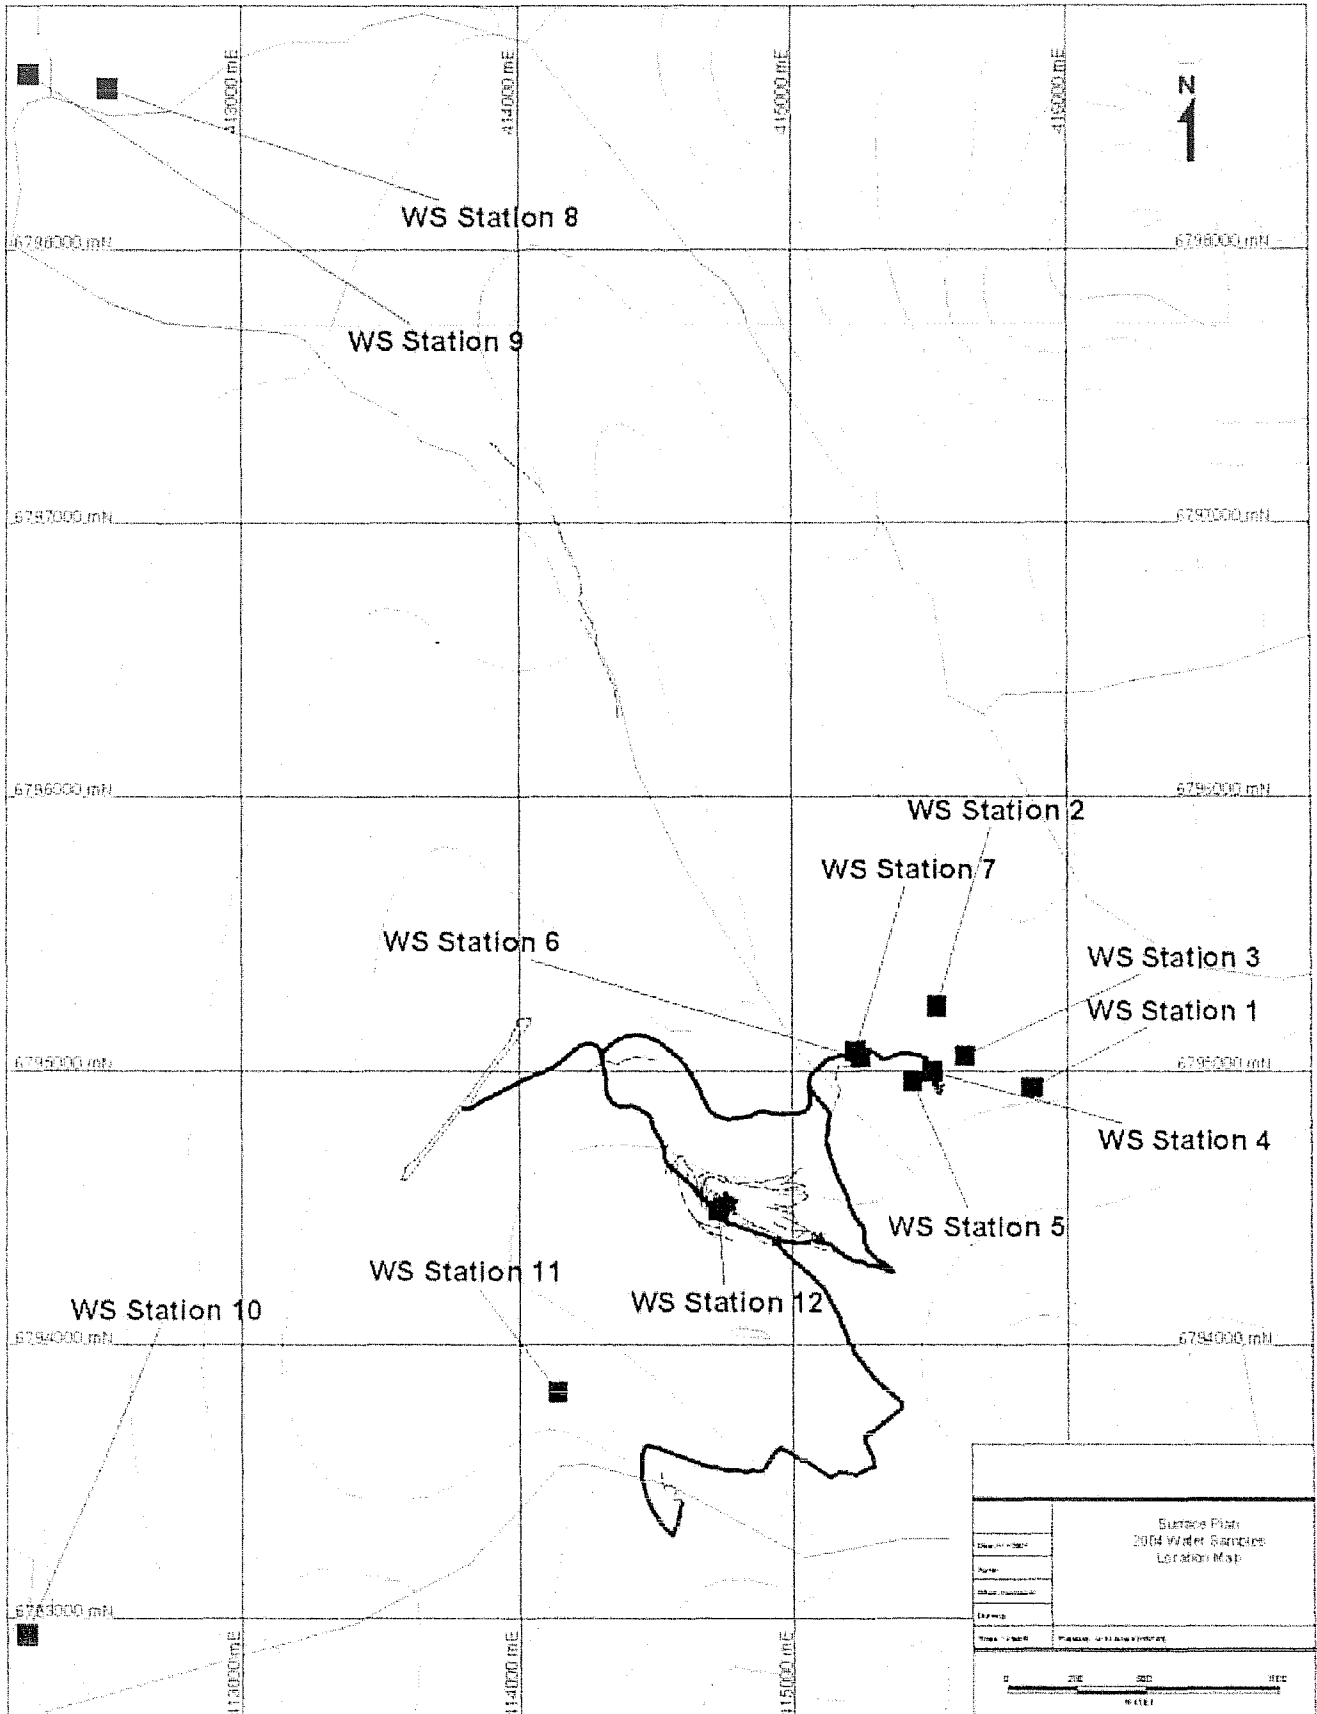 413000 mE
414000 mE
415000 mE
416000 mE
N
WS Station 8
6798000 mN
6798000 mN
WS Station 9
6797000 mN
6797000 mN
6796000 mN
6796000 mN
WS Station 2
WS Station 7
WS Station 6
WS Station 3
WS Station 1
6795000 mN
6795000 mN
WS Station 4
WS Station 5
WS Station 11
WS Station 12
WS Station 10
6794000 mN
6794000 mN
Surface Plan
2004 Water Samples
Location Map
6793000 mN
413000 mE
414000 mE
415000 mE
0